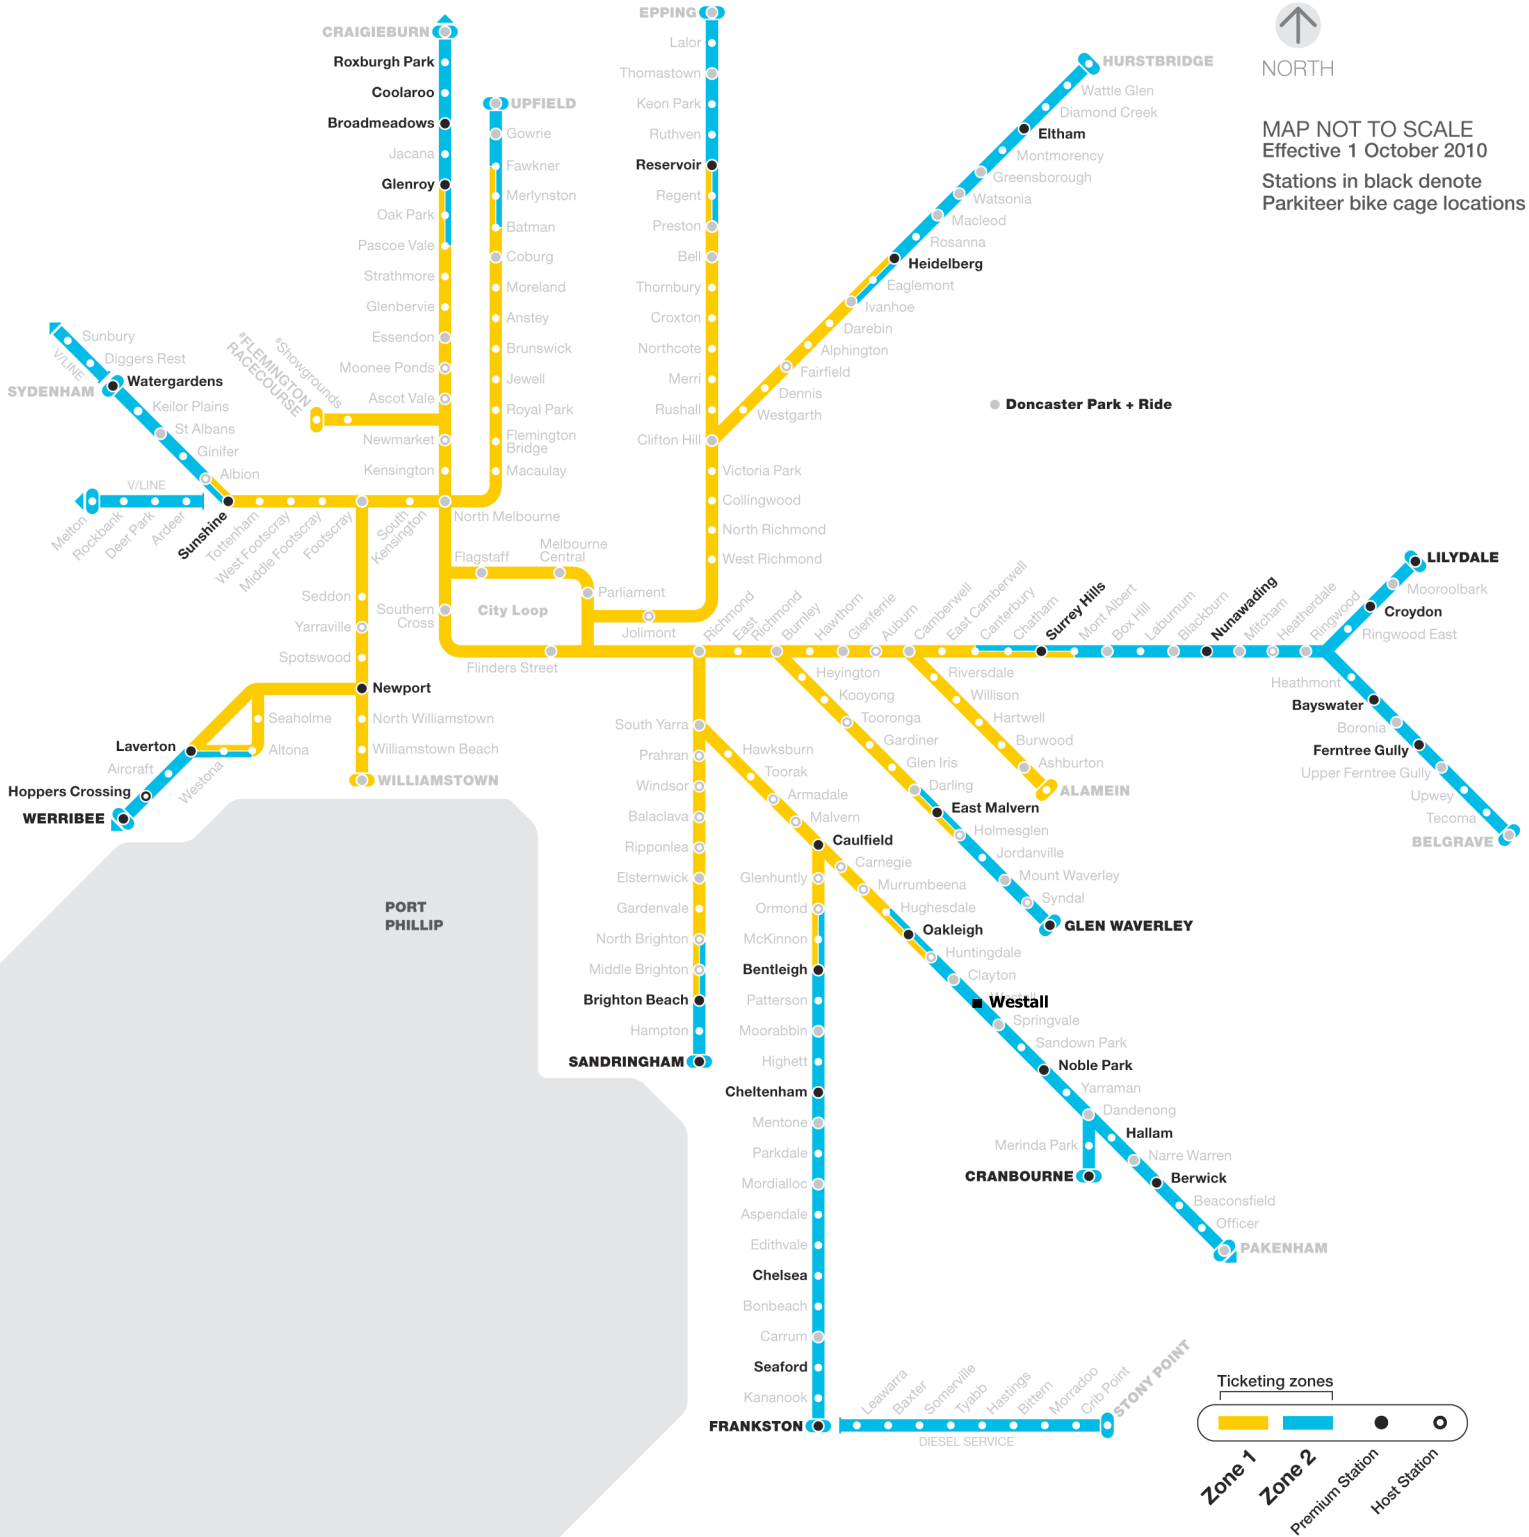 CRAIGIEBURN
Roxburgh Park
Coolaroo
Broadmeadows
Jacana
Glenroy
Oak Park
Pascoe Vale
Strathmore
Glenbervie
Essendon
Moonee Ponds
Ascot Vale
Newmarket
Kensington
UPFIELD
Gowrie
Fawkner
Merlynston
Batman
Coburg
Moreland
Anstey
Brunswick
Jewell
Royal Park
Flemington
Bridge
Macaulay
EPPING
Lalor
Thomastown
Keon Park
Ruthven
Reservoir
Regent
Preston
Bell
Thornbury
Croxton
Northcote
Merri
Rushall
Clifton Hill
Victoria Park
Collingwood
North Richmond
West Richmond
HURSTBRIDGE
Wattle Glen
Diamond Creek
Eltham
Montmorency
Greensborough
Watsonia
Macleod
Rosanna
Heidelberg
Eaglemont
Ivanhoe
Darebin
Alphington
Fairfield
Dennis
Westgarth
NORTH
MAP NOT TO SCALE
Effective 1 October 2010
Stations in black denote
Parkiteer bike cage locations
Doncaster Park + Ride
#Showgrounds
#FLEMINGTON
RACECOURSE
Sunbury
V/LINE
Diggers Rest
SYDENHAM
Watergardens
Keilor Plains
St Albans
Ginifer
Albion
V/LINE
Melton
Rockbank
Deer Park
Ardeer
Sunshine
Tottenham
West Footscray
Middle Footscray
Footscray
South
Kensington
North Melbourne
Flagstaff
Melbourne
Central
Parliament
City Loop
Southern
Cross
Jolimont
Flinders Street
Seddon
Yarraville
Spotswood
Newport
Seaholme
North Williamstown
Laverton
Altona
Williamstown Beach
Aircraft
Westona
WILLIAMSTOWN
Hoppers Crossing
WERRIBEE
Richmond
East
Richmond
Burnley
Hawthorn
Glenferrie
Auburn
Camberwell
East Camberwell
Canterbury
Chatham
Surrey Hills
Mont Albert
Box Hill
Laburnum
Blackburn
Nunawading
Mitcham
Heatherdale
Ringwood
LILYDALE
Mooroolbark
Croydon
Ringwood East
Heathmont
Bayswater
Boronia
Ferntree Gully
Upper Ferntree Gully
Upwey
Tecoma
BELGRAVE
Heyington
Kooyong
Tooronga
Gardiner
Glen Iris
Darling
East Malvern
Holmesglen
Jordanville
Mount Waverley
Syndal
GLEN WAVERLEY
Riversdale
Willison
Hartwell
Burwood
Ashburton
ALAMEIN
South Yarra
Prahran
Windsor
Balaclava
Ripponlea
Elsternwick
Gardenvale
North Brighton
Middle Brighton
Brighton Beach
Hampton
SANDRINGHAM
Hawksburn
Toorak
Armadale
Malvern
Caulfield
Carnegie
Murrumbeena
Hughesdale
Oakleigh
Huntingdale
Clayton
Westall
Springvale
Sandown Park
Noble Park
Yarraman
Dandenong
Merinda Park
CRANBOURNE
Hallam
Narre Warren
Berwick
Beaconsfield
Officer
PAKENHAM
Glenhuntly
Ormond
McKinnon
Bentleigh
Patterson
Moorabbin
Highett
Cheltenham
Mentone
Parkdale
Mordialloc
Aspendale
Edithvale
Chelsea
Bonbeach
Carrum
Seaford
Kananook
FRANKSTON
Leawarra
Baxter
Somerville
Tyabb
Hastings
Bittern
Morradoo
Crib Point
STONY POINT
DIESEL SERVICE
PORT
PHILLIP
Ticketing zones
Zone 1
Zone 2
Premium Station
Host Station